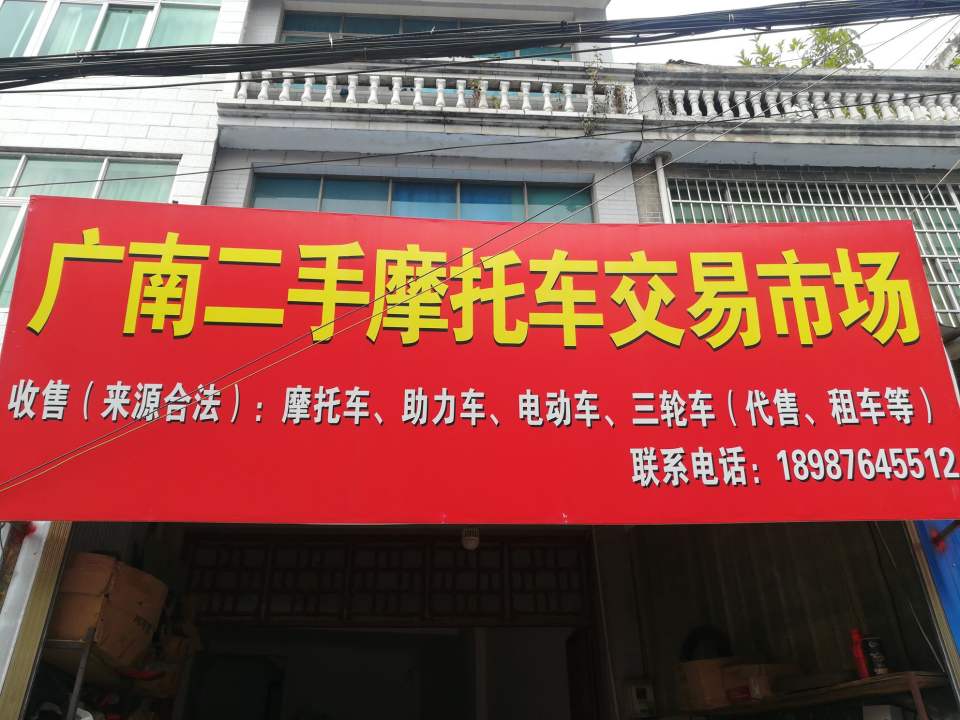 广南二手摩托车交易市场
收售（来源合法）：摩托车、助力车、电动车、三轮车（代售、租车等）
联系电话：18987645512